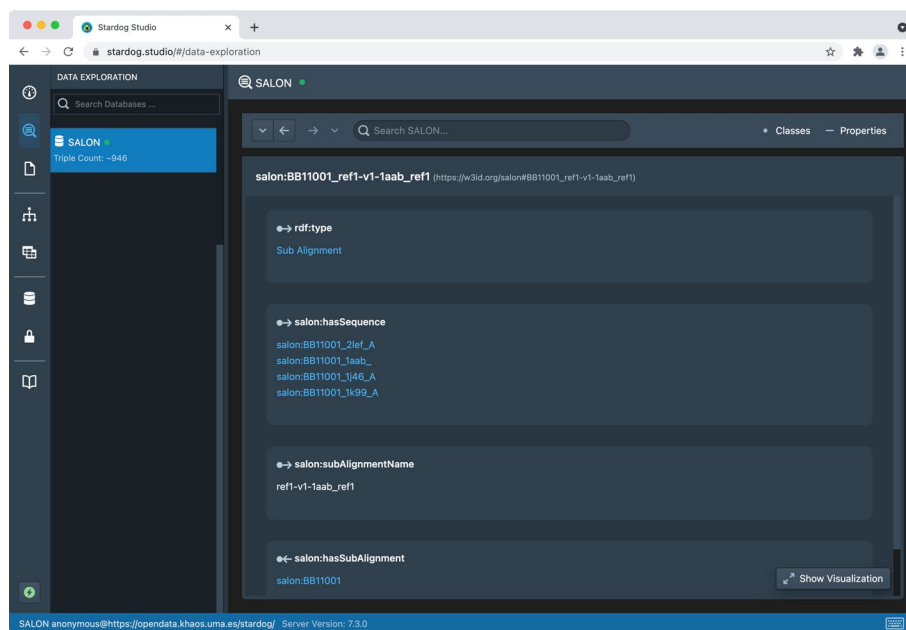 Stardog Studio
stardog.studio/#/data-exploration
DATA EXPLORATION
Search Databases ...
SALON
Triple Count: ~946
SALON
Search SALON...
Classes
Properties
salon:BB11001_ref1-v1-1aab_ref1 (https://w3id.org/salon#BB11001_ref1-v1-1aab_ref1)
rdf:type
Sub Alignment
salon:hasSequence
salon:BB11001_2lef_A
salon:BB11001_1aab_
salon:BB11001_1j46_A
salon:BB11001_1k99_A
salon:subAlignmentName
ref1-v1-1aab_ref1
salon:hasSubAlignment
salon:BB11001
Show Visualization
SALON anonymous@https://opendata.khaos.uma.es/stardog/ Server Version: 7.3.0